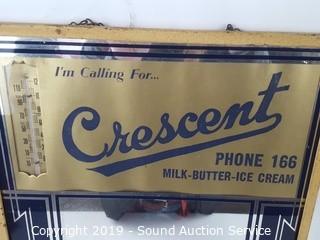 I'm Calling For...
Crescent
PHONE 166
MILK-BUTTER-ICE CREAM
Copyright 2019 - Sound Auction Service